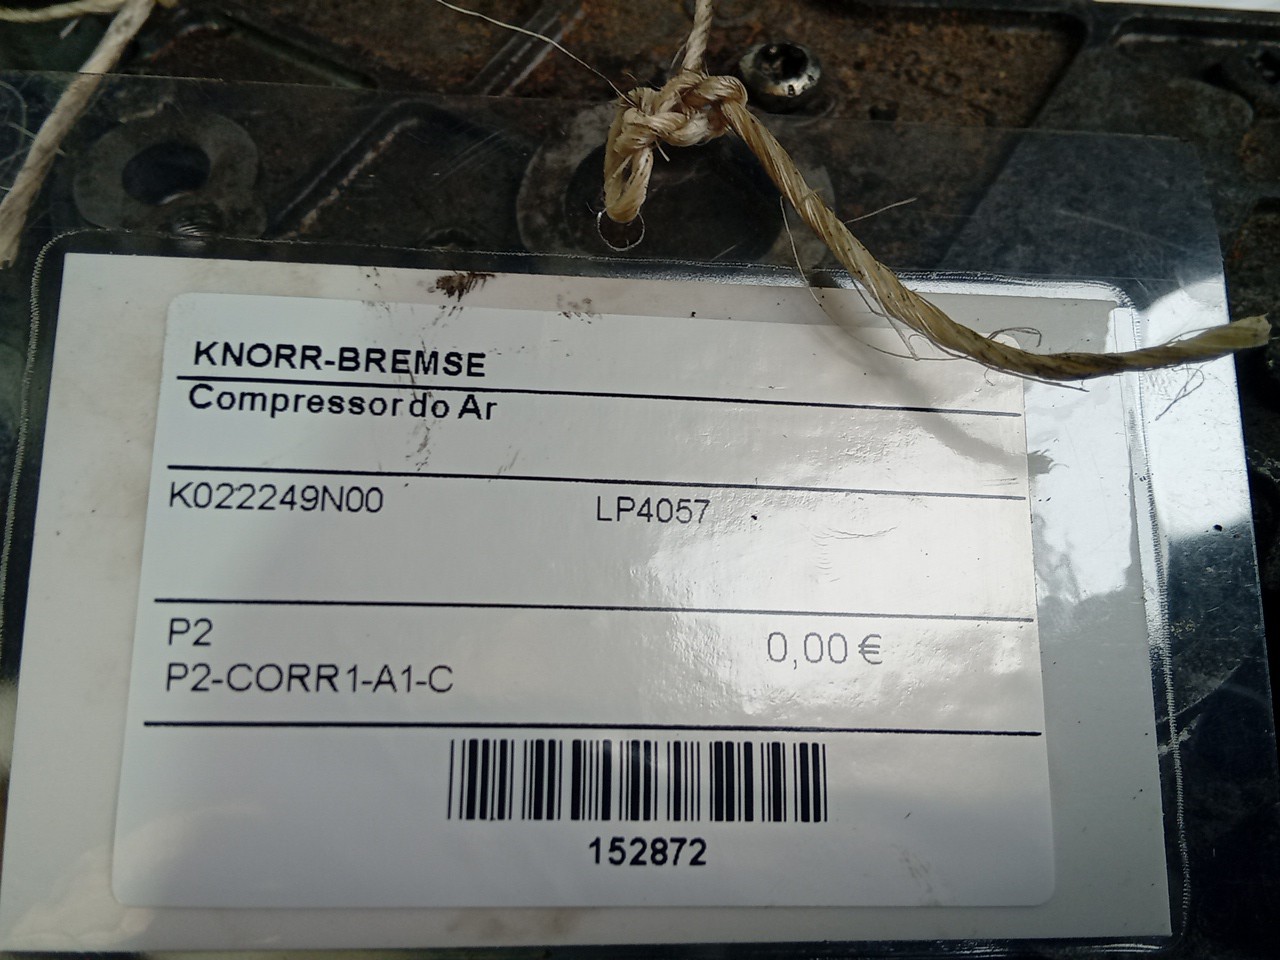 KNORR-BREMSE
Compressor do Ar
K022249N00 LP4057
P2 0,00 €
P2-CORR1-A1-C
152872